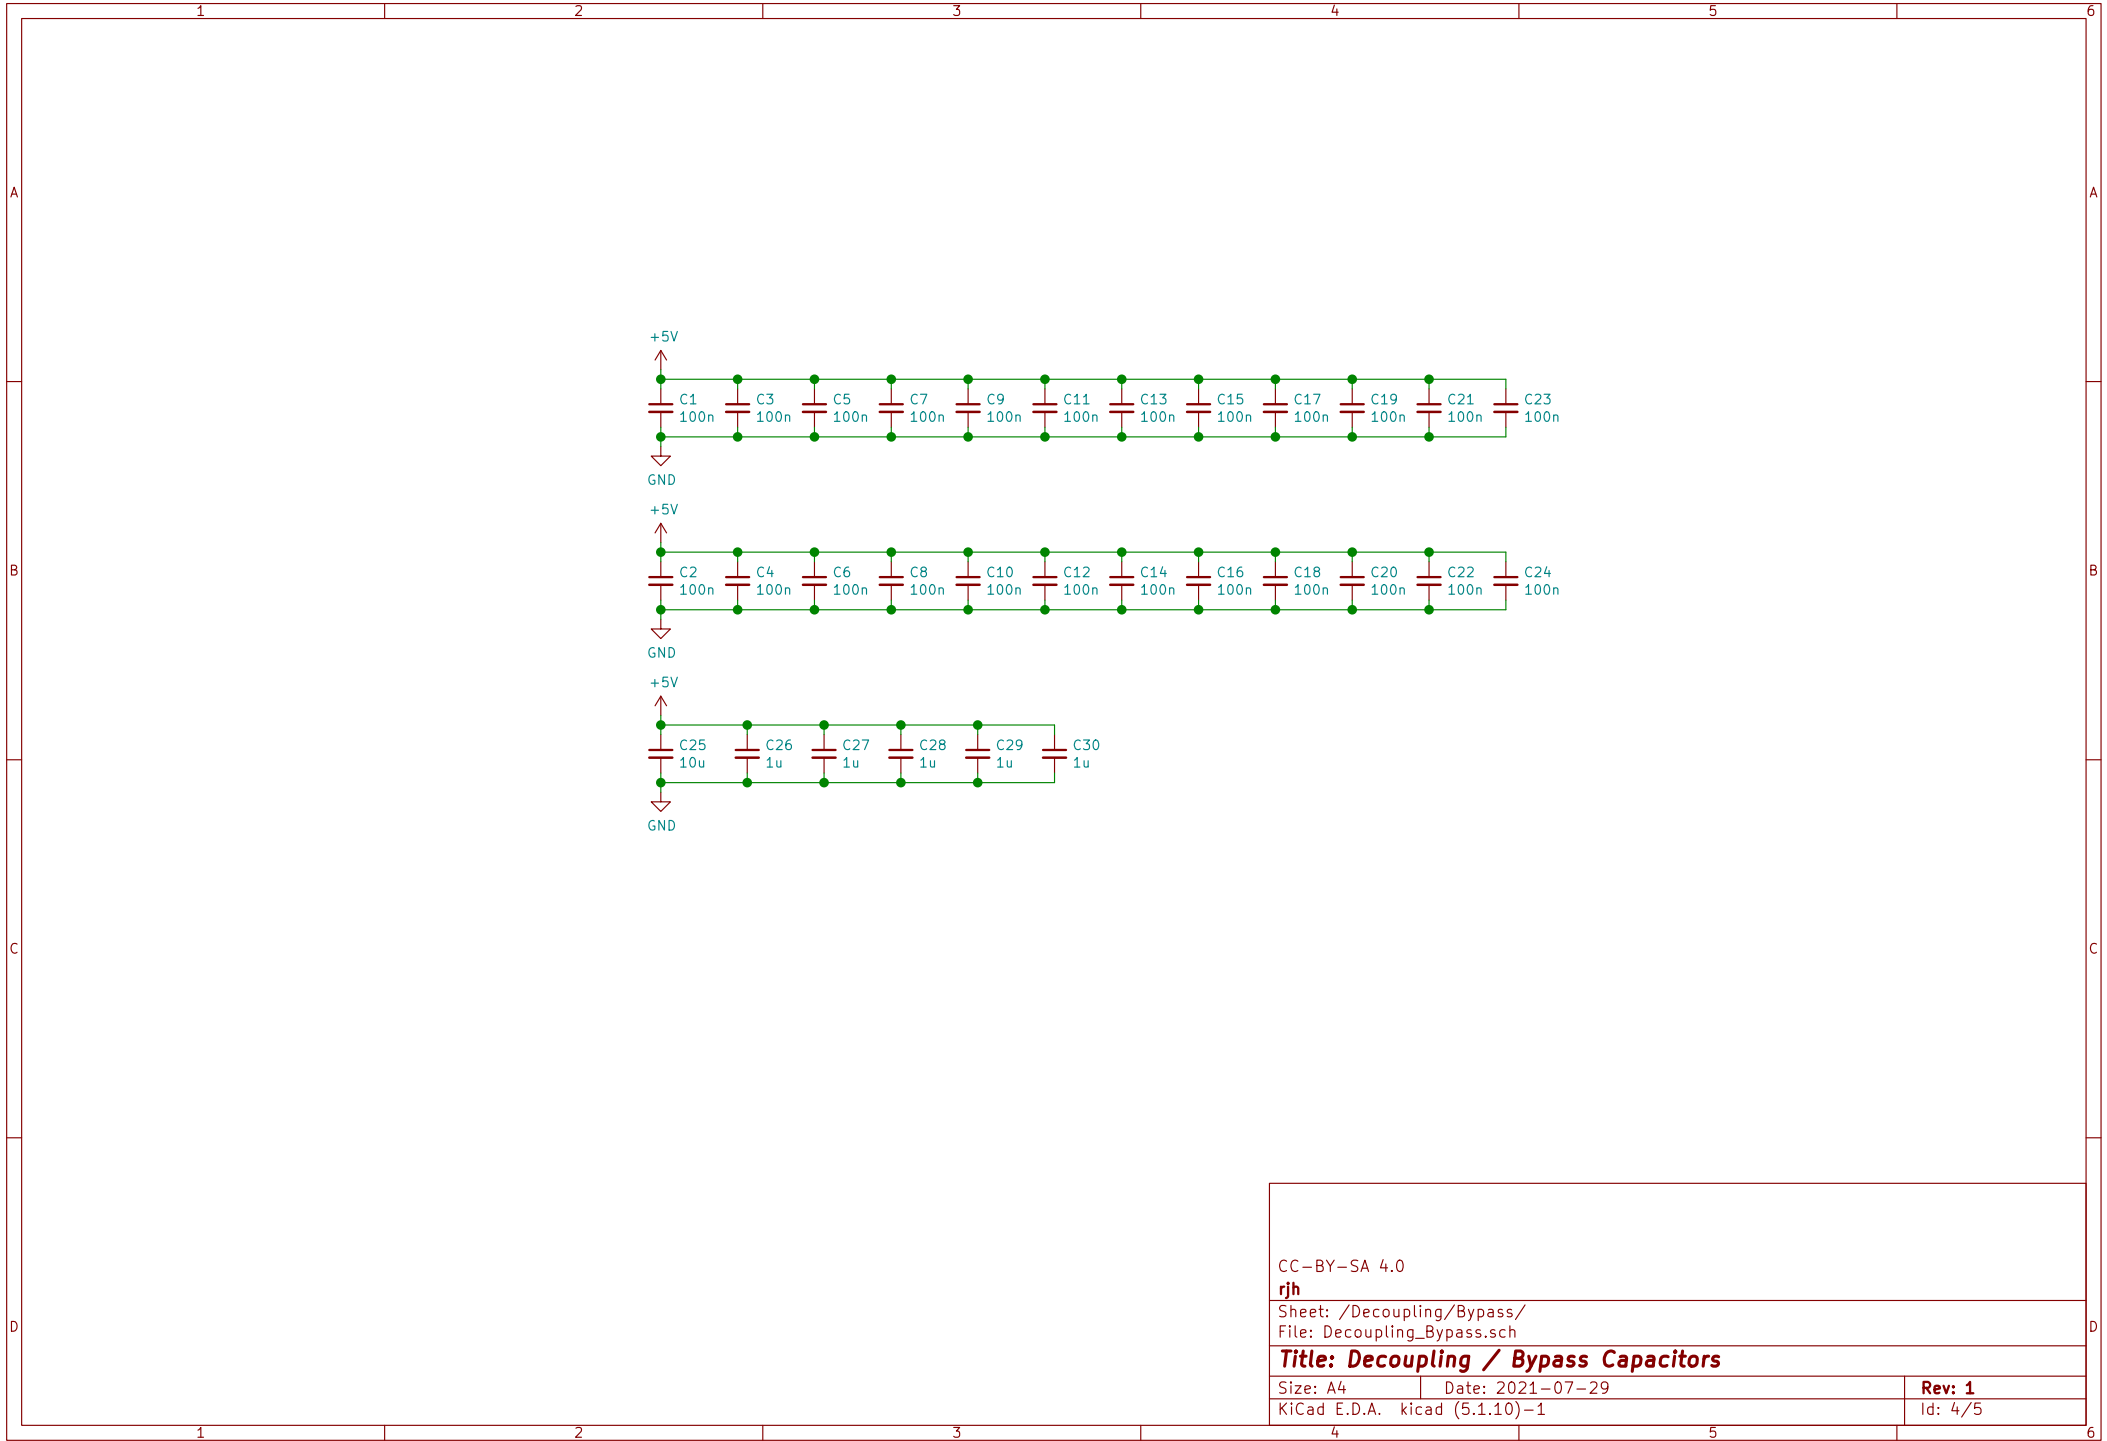 1 2 3 4 5 6
A A
+5V
C1 C3 C5 C7 C9 C11 C13 C15 C17 C19 C21 C23
100n 100n 100n 100n 100n 100n 100n 100n 100n 100n 100n 100n
GND
+5V
B B
C2 C4 C6 C8 C10 C12 C14 C16 C18 C20 C22 C24
100n 100n 100n 100n 100n 100n 100n 100n 100n 100n 100n 100n
GND
+5V
C25 C26 C27 C28 C29 C30
10u 1u 1u 1u 1u 1u
GND
C C
CC-BY-SA 4.0
rjh
Sheet: /Decoupling/Bypass/
D D
File: Decoupling_Bypass.sch
Title: Decoupling / Bypass Capacitors
Size: A4 Date: 2021-07-29 Rev: 1
KiCad E.D.A. kicad (5.1.10)-1 Id: 4/5
1 2 3 4 5 6